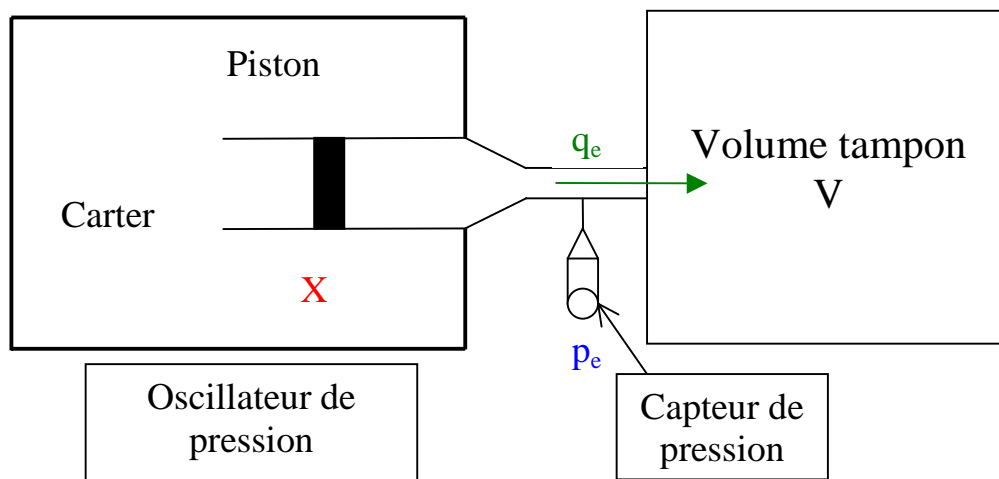 Piston
Carter
X
qₑ
pₑ
Volume tampon
V
Oscillateur de
pression
Capteur de
pression